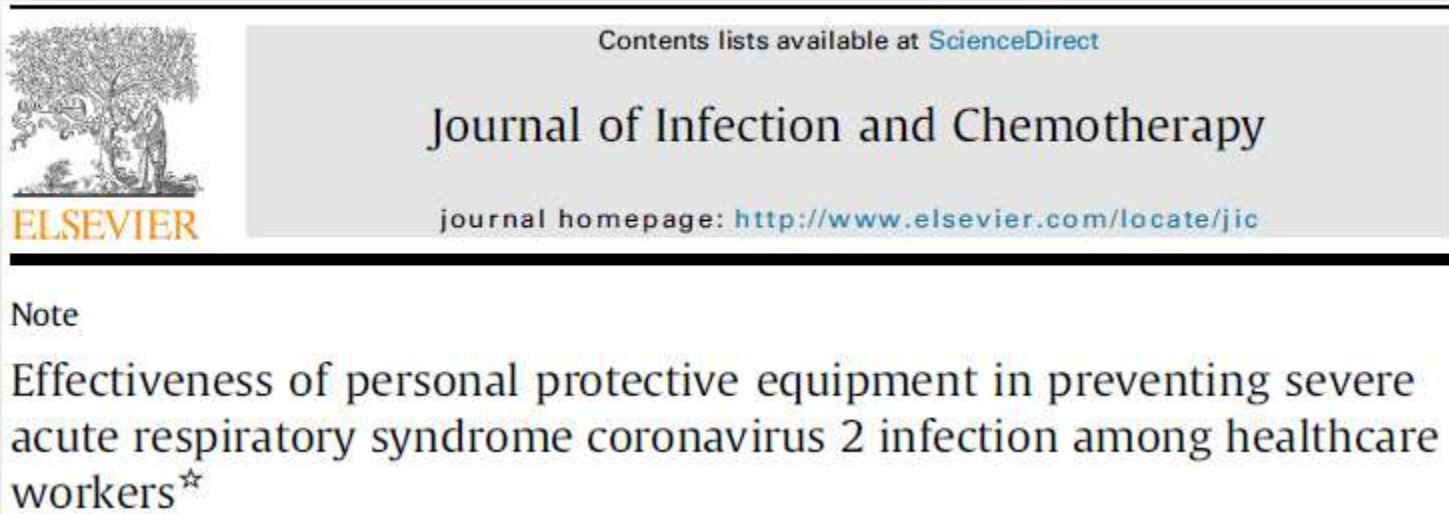 Contents lists available at ScienceDirect
Journal of Infection and Chemotherapy
ELSEVIER
journal homepage: http://www.elsevier.com/locate/jic
Note
Effectiveness of personal protective equipment in preventing severe
acute respiratory syndrome coronavirus 2 infection among healthcare
workers☆